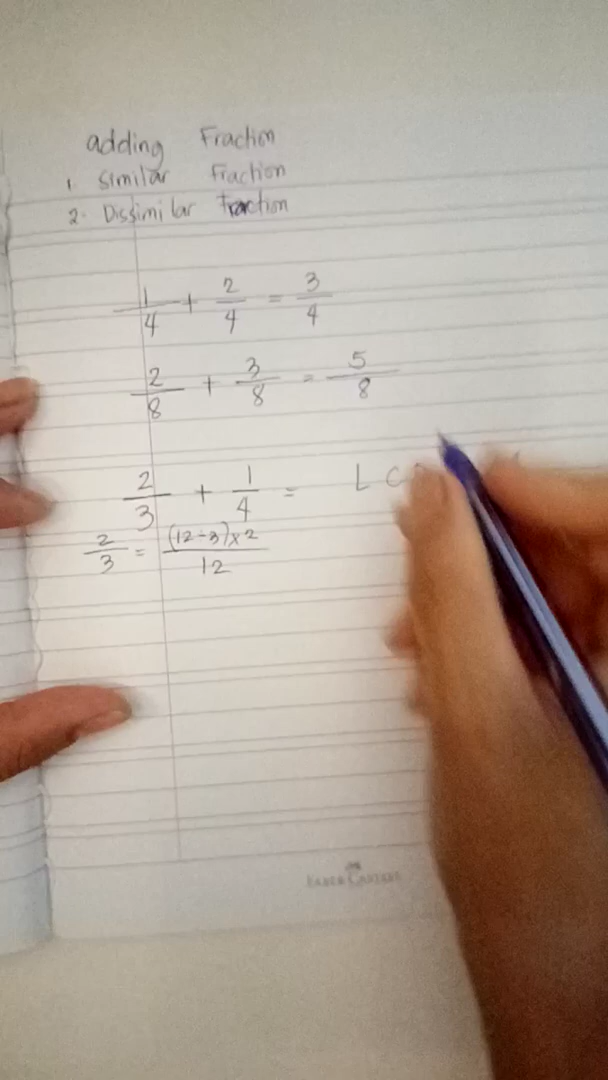 adding Fraction
1. Similar Fraction
2. Dissimilar Fraction
1/4 + 2/4 = 3/4
2/8 + 3/8 = 5/8
2/3 + 1/4 = L C
2/3 = (12-3)x2/12
FABER-CASTELL